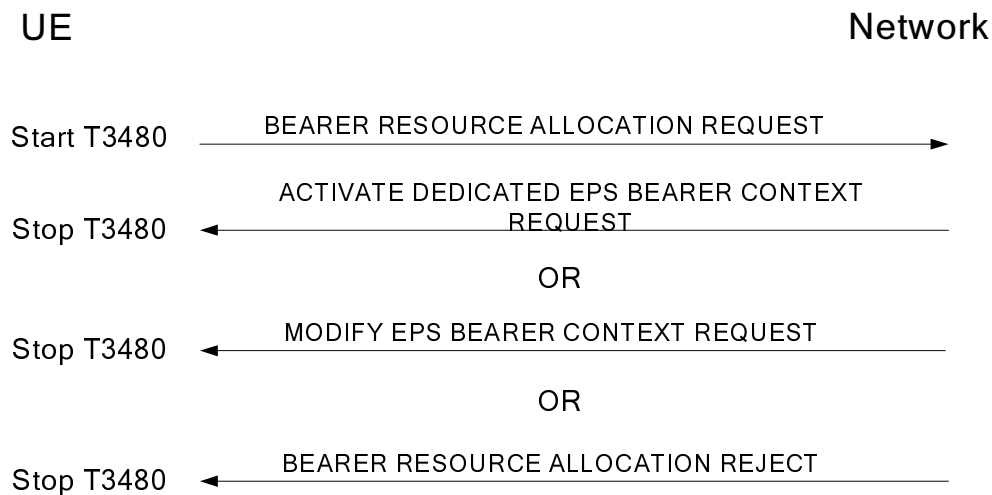 UE
Network
Start T3480
BEARER RESOURCE ALLOCATION REQUEST
ACTIVATE DEDICATED EPS BEARER CONTEXT
REQUEST
Stop T3480
OR
MODIFY EPS BEARER CONTEXT REQUEST
Stop T3480
OR
BEARER RESOURCE ALLOCATION REJECT
Stop T3480